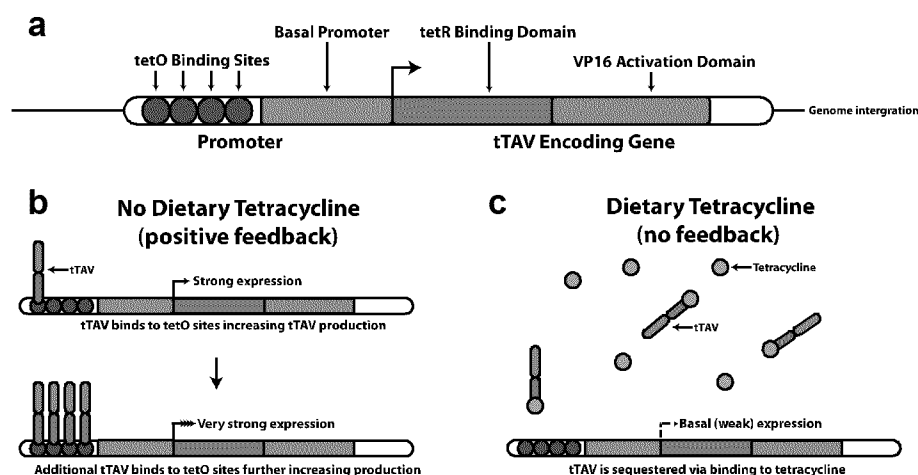 a
Basal Promoter
tetR Binding Domain
tetO Binding Sites
VP16 Activation Domain
Genome intergration
Promoter
tTAV Encoding Gene
b
No Dietary Tetracycline
(positive feedback)
tTAV
Strong expression
tTAV binds to tetO sites increasing tTAV production
Very strong expression
Additional tTAV binds to tetO sites further increasing production
c
Dietary Tetracycline
(no feedback)
Tetracycline
tTAV
Basal (weak) expression
tTAV is sequestered via binding to tetracycline